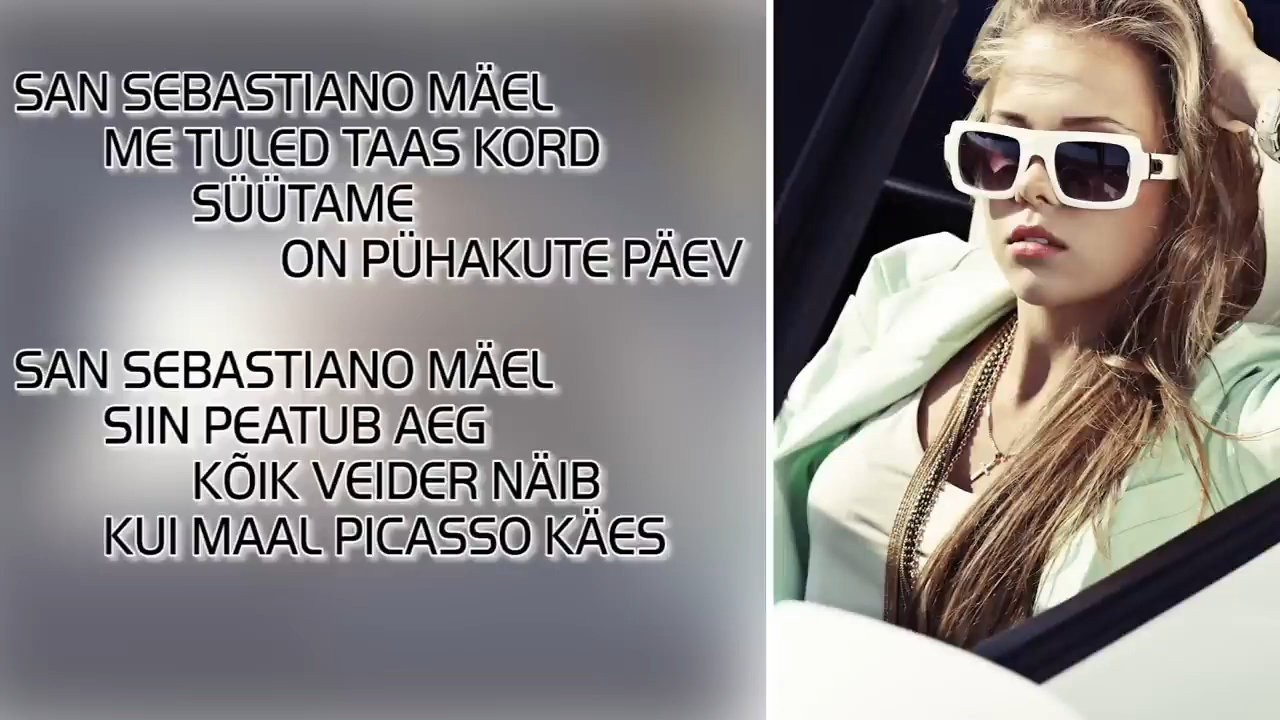 SAN SEBASTIANO MÄEL
ME TULED TAAS KORD
SÜÜTAME
ON PÜHAKUTE PÄEV
SAN SEBASTIANO MÄEL
SIIN PEATUB AEG
KÕIK VEIDER NÄIB
KUI MAAL PICASSO KÄES